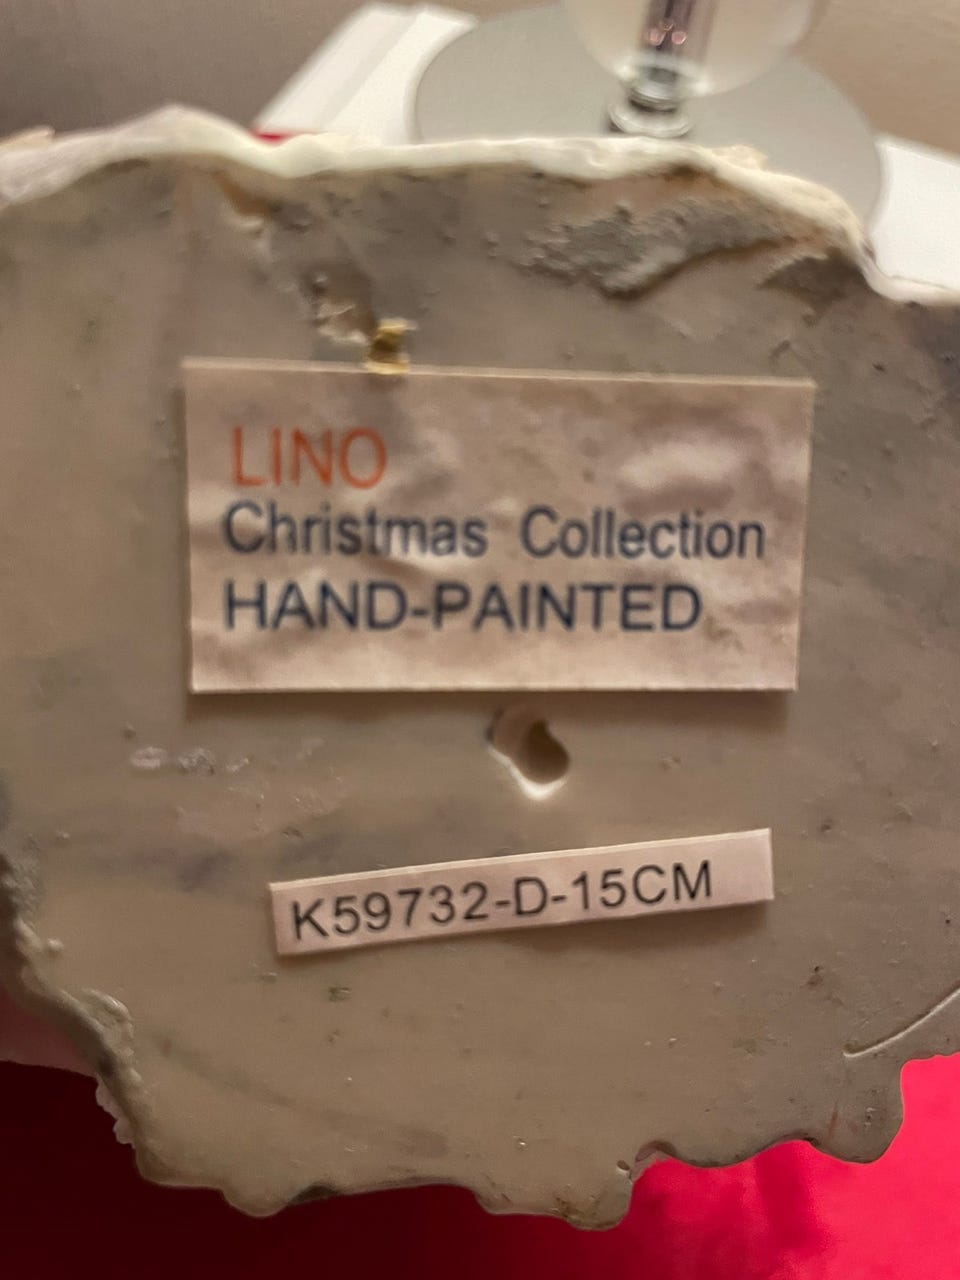 LINO
Christmas Collection
HAND-PAINTED
K59732-D-15CM